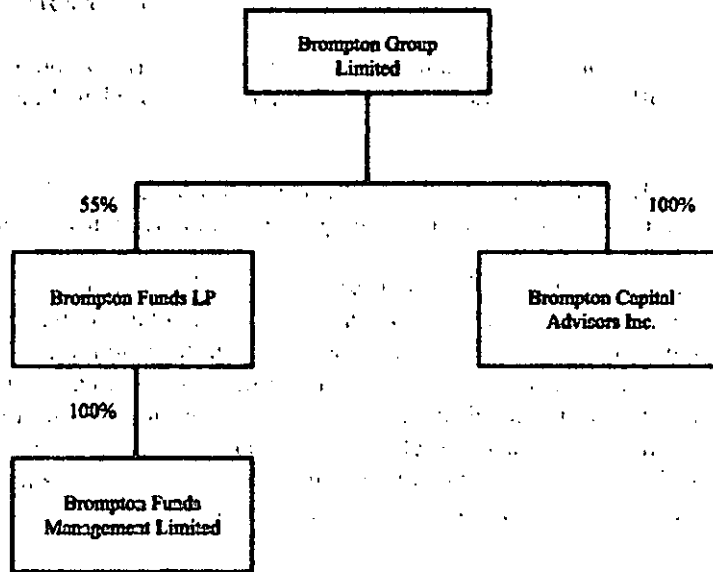 Brompton Group
Limited
55%
100%
Brompton Funds LP
Brompton Capital
Advisors Inc.
100%
Brompton Funds
Management Limited